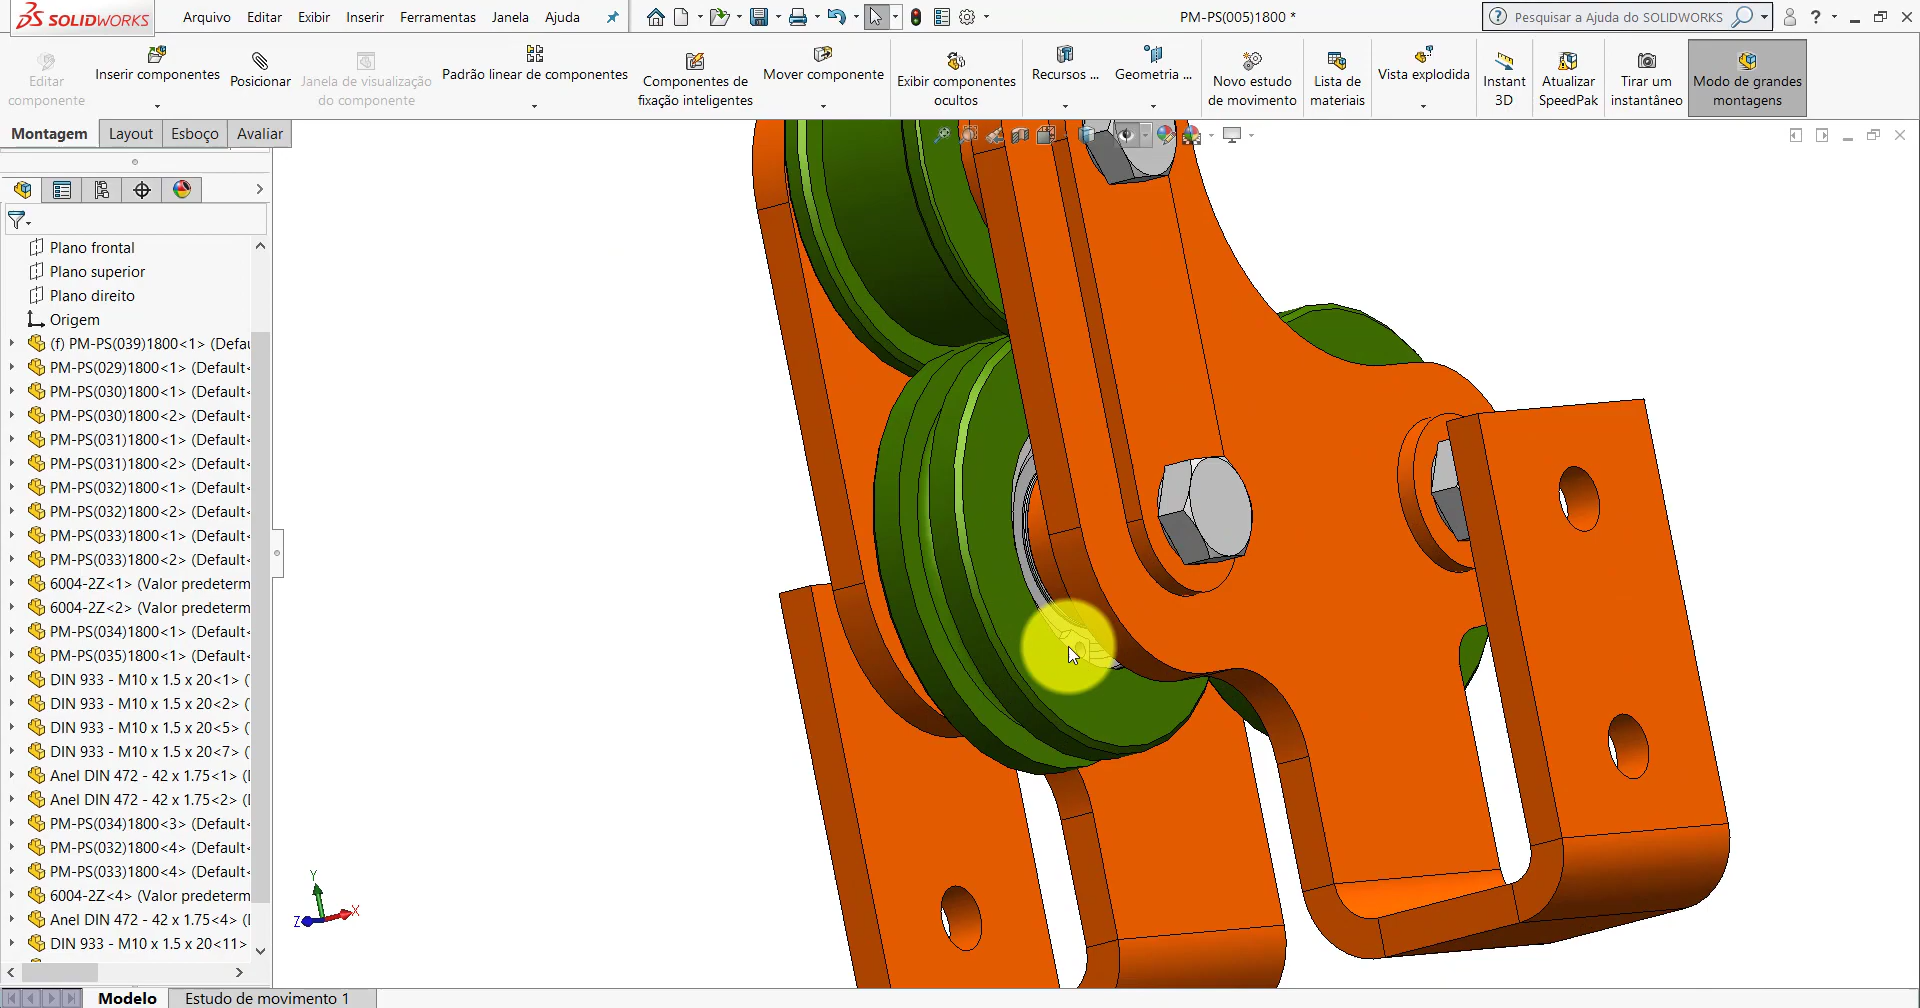 SOLIDWORKS
Arquivo
Editar
Exibir
Inserir
Ferramentas
Janela
Ajuda
PM-PS(005)1800 *
Pesquisar a Ajuda do SOLIDWORKS
Editar
componente
Inserir componentes
Posicionar
Janela de visualização
do componente
Padrão linear de componentes
Componentes de
fixação inteligentes
Mover componente
Exibir componentes
ocultos
Recursos ...
Geometria ...
Novo estudo
de movimento
Lista de
materiais
Vista explodida
Instant
3D
Atualizar
SpeedPak
Tirar um
instantâneo
Modo de grandes
montagens
Montagem
Layout
Esboço
Avaliar
Plano frontal
Plano superior
Plano direito
Origem
(f) PM-PS(039)1800<1> (Defau
PM-PS(029)1800<1> (Default<
PM-PS(030)1800<1> (Default<
PM-PS(030)1800<2> (Default<
PM-PS(031)1800<1> (Default<
PM-PS(031)1800<2> (Default<
PM-PS(032)1800<1> (Default<
PM-PS(032)1800<2> (Default<
PM-PS(033)1800<1> (Default<
PM-PS(033)1800<2> (Default<
6004-2Z<1> (Valor predeterm
6004-2Z<2> (Valor predeterm
PM-PS(034)1800<1> (Default<
PM-PS(035)1800<1> (Default<
DIN 933 - M10 x 1.5 x 20<1> (
DIN 933 - M10 x 1.5 x 20<2> (
DIN 933 - M10 x 1.5 x 20<5> (
DIN 933 - M10 x 1.5 x 20<7> (
Anel DIN 472 - 42 x 1.75<1> (
Anel DIN 472 - 42 x 1.75<2> (
PM-PS(034)1800<3> (Default<
PM-PS(032)1800<4> (Default<
PM-PS(033)1800<4> (Default<
6004-2Z<4> (Valor predeterm
Anel DIN 472 - 42 x 1.75<4> (
DIN 933 - M10 x 1.5 x 20<11>
Y
Z
X
Modelo
Estudo de movimento 1